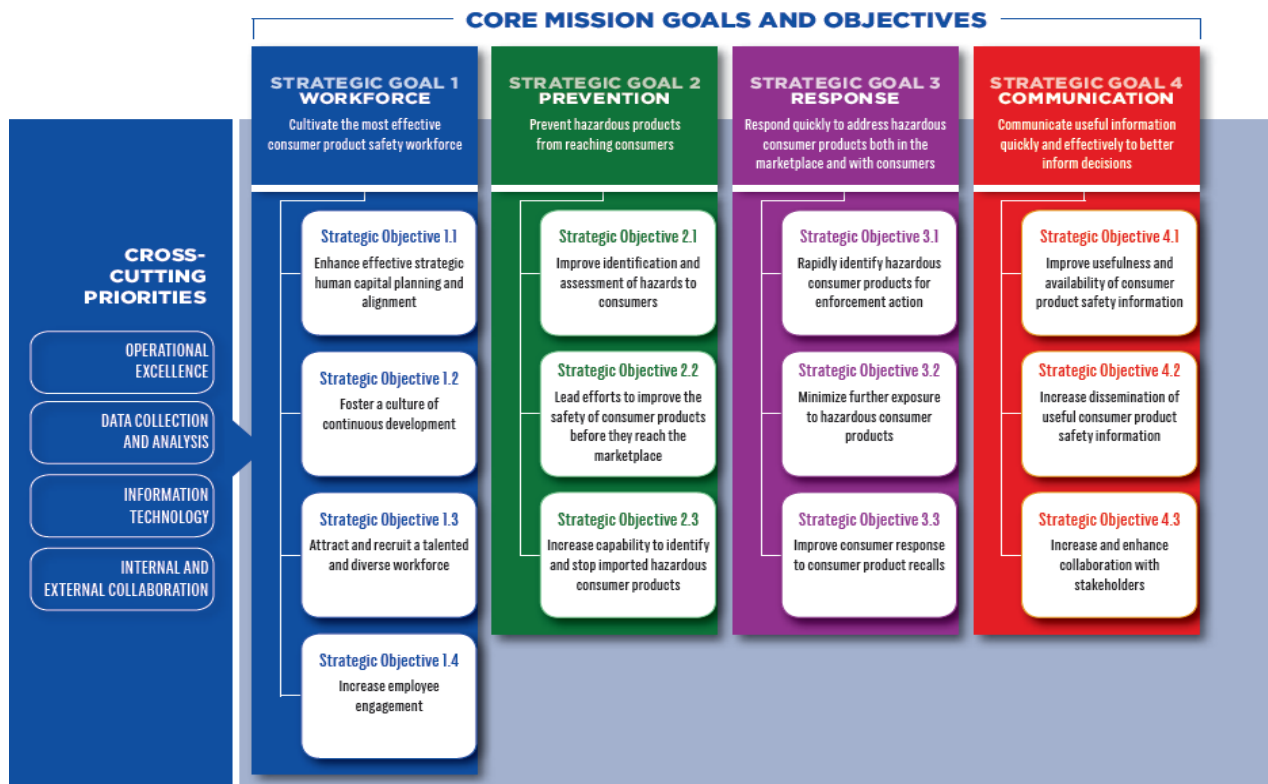 CORE MISSION GOALS AND OBJECTIVES
CROSS-
CUTTING
PRIORITIES
OPERATIONAL
EXCELLENCE
DATA COLLECTION
AND ANALYSIS
INFORMATION
TECHNOLOGY
INTERNAL AND
EXTERNAL COLLABORATION
STRATEGIC GOAL 1
WORKFORCE
Cultivate the most effective
consumer product safety workforce
Strategic Objective 1.1
Enhance effective strategic
human capital planning and
alignment
Strategic Objective 1.2
Foster a culture of
continuous development
Strategic Objective 1.3
Attract and recruit a talented
and diverse workforce
Strategic Objective 1.4
Increase employee
engagement
STRATEGIC GOAL 2
PREVENTION
Prevent hazardous products
from reaching consumers
Strategic Objective 2.1
Improve identification and
assessment of hazards to
consumers
Strategic Objective 2.2
Lead efforts to improve the
safety of consumer products
before they reach the
marketplace
Strategic Objective 2.3
Increase capability to identify
and stop imported hazardous
consumer products
STRATEGIC GOAL 3
RESPONSE
Respond quickly to address hazardous
consumer products both in the
marketplace and with consumers
Strategic Objective 3.1
Rapidly identify hazardous
consumer products for
enforcement action
Strategic Objective 3.2
Minimize further exposure
to hazardous consumer
products
Strategic Objective 3.3
Improve consumer response
to consumer product recalls
STRATEGIC GOAL 4
COMMUNICATION
Communicate useful information
quickly and effectively to better
inform decisions
Strategic Objective 4.1
Improve usefulness and
availability of consumer
product safety information
Strategic Objective 4.2
Increase dissemination of
useful consumer product
safety information
Strategic Objective 4.3
Increase and enhance
collaboration with
stakeholders